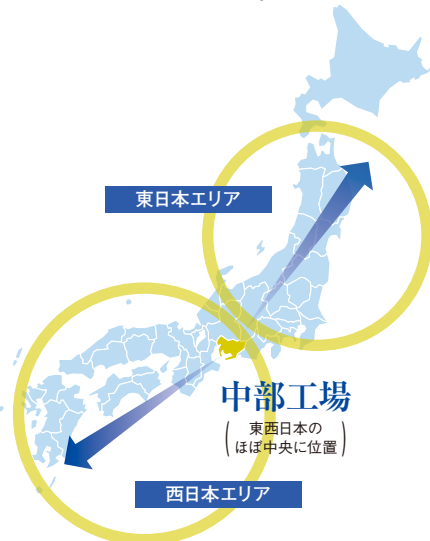 東日本エリア
中部工場
(東西日本の
ほぼ中央に位置)
西日本エリア